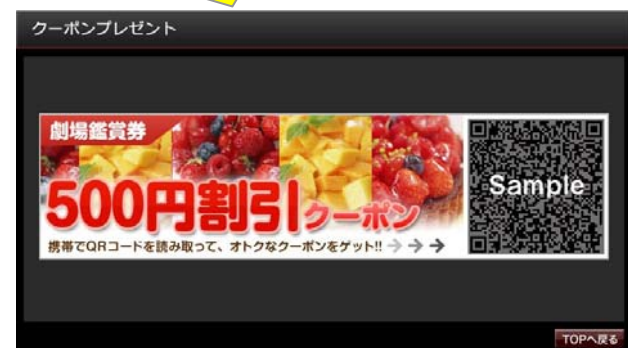 クーポンプレゼント
劇場鑑賞券
500円割引クーポン
Sample
携帯でQRコードを読み取って、オトクなクーポンをゲット!! → → →
TOPへ戻る